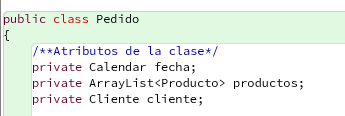 public class Pedido
{
/**Atributos de la clase*/
private Calendar fecha;
private ArrayList<Producto> productos;
private Cliente cliente;